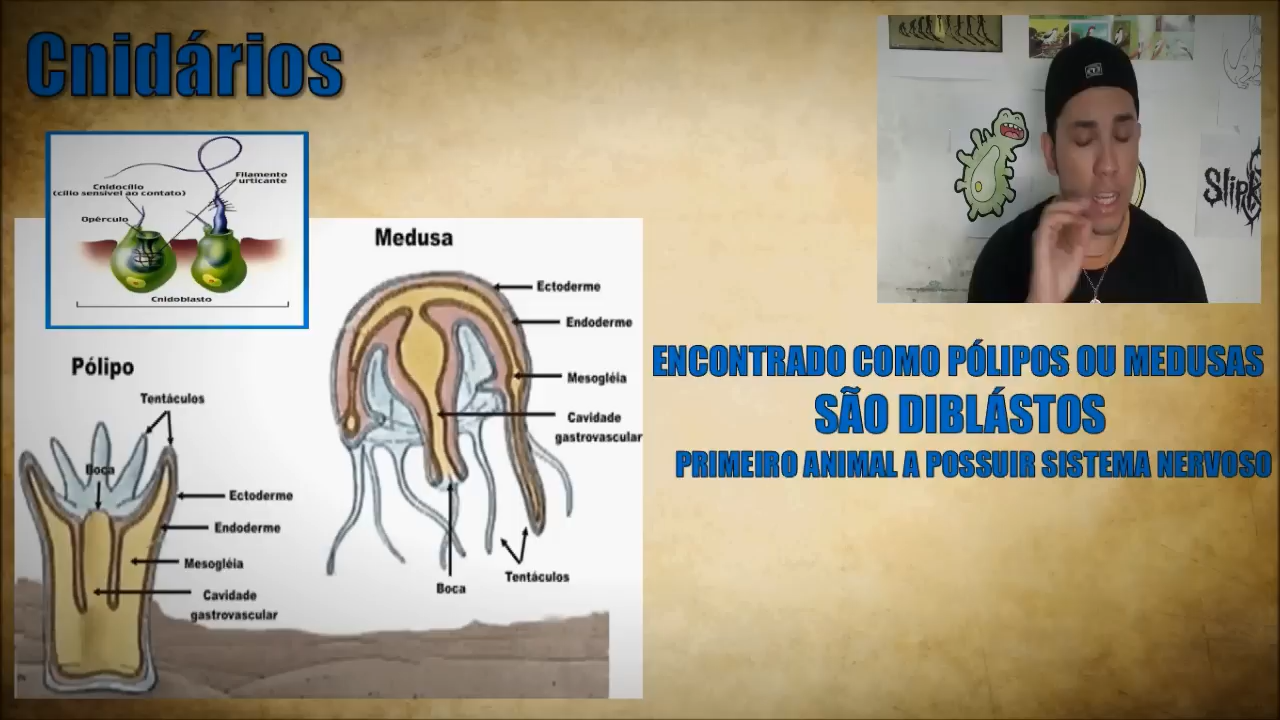 Cnidários
Cnidocílio
(cílio sensível ao contato)
Filamento
urticante
Opérculo
Cnidoblasto
Medusa
Ectoderme
Endoderme
Mesogléia
Cavidade
gastrovascular
Tentáculos
Boca
Pólipo
Tentáculos
Boca
Ectoderme
Endoderme
Mesogléia
Cavidade
gastrovascular
ENCONTRADO COMO PÓLIPOS OU MEDUSAS
SÃO DIBLÁSTOS
PRIMEIRO ANIMAL A POSSUIR SISTEMA NERVOSO